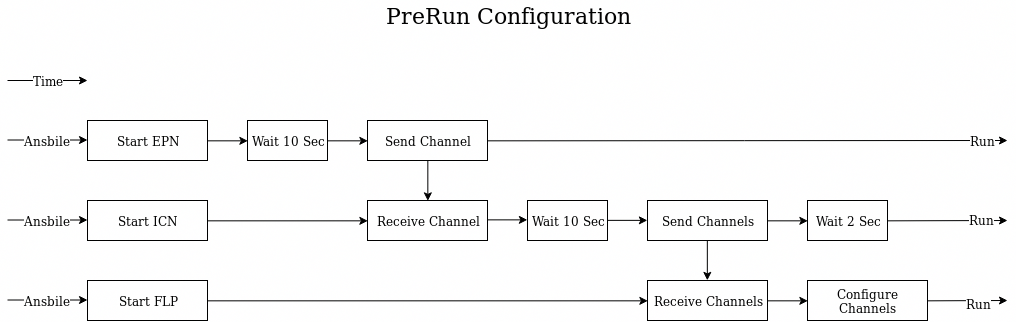 PreRun Configuration
Time
Ansbile
Start EPN
Wait 10 Sec
Send Channel
Run
Ansbile
Start ICN
Receive Channel
Wait 10 Sec
Send Channels
Wait 2 Sec
Run
Ansbile
Start FLP
Receive Channels
Configure
Channels
Run